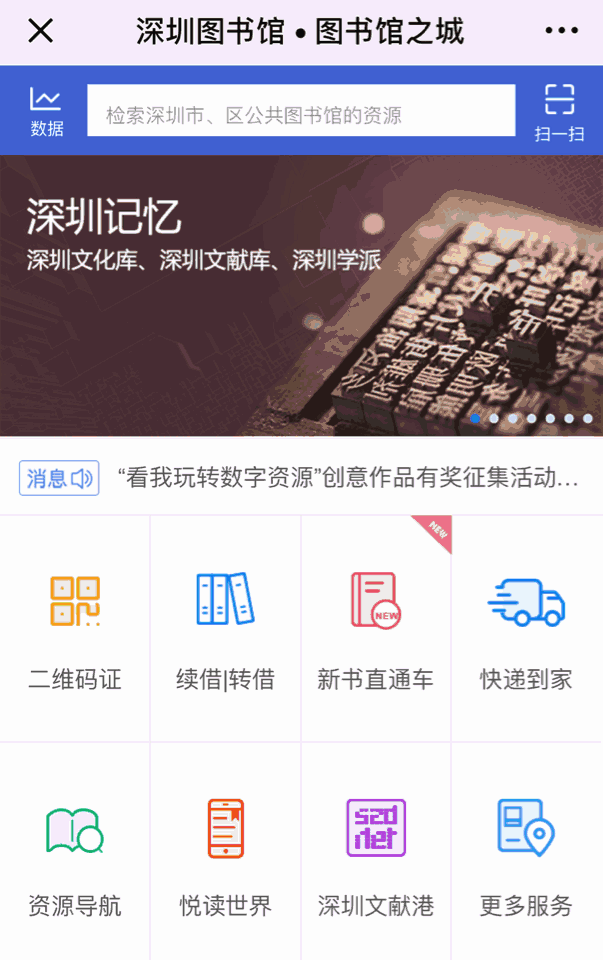 深圳图书馆 • 图书馆之城
数据
检索深圳市、区公共图书馆的资源
扫一扫
深圳记忆
深圳文化库、深圳文献库、深圳学派
消息
“看我玩转数字资源”创意作品有奖征集活动...
NEW
NEW
二维码证
续借|转借
新书直通车
快递到家
szd
net
资源导航
悦读世界
深圳文献港
更多服务